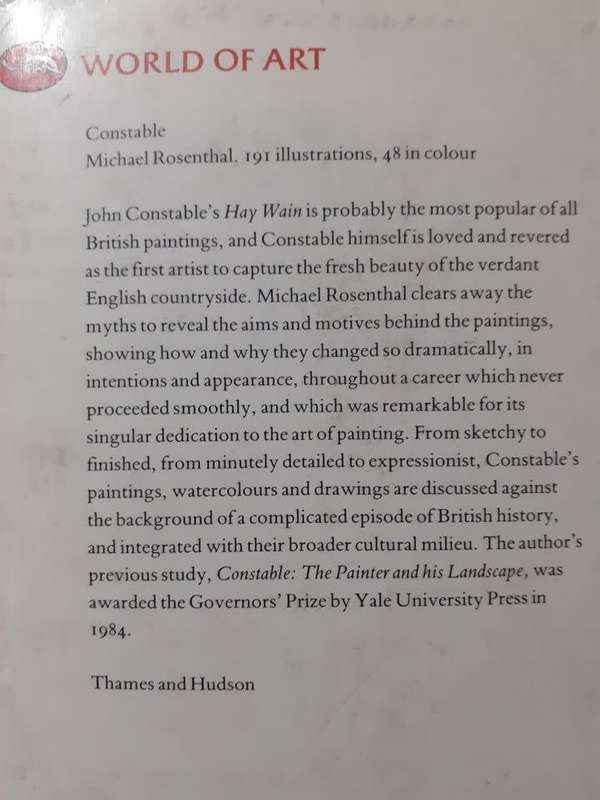 WORLD OF ART
Constable
Michael Rosenthal. 191 illustrations, 48 in colour
John Constable's Hay Wain is probably the most popular of all
British paintings, and Constable himself is loved and revered
as the first artist to capture the fresh beauty of the verdant
English countryside. Michael Rosenthal clears away the
myths to reveal the aims and motives behind the paintings,
showing how and why they changed so dramatically, in
intentions and appearance, throughout a career which never
proceeded smoothly, and which was remarkable for its
singular dedication to the art of painting. From sketchy to
finished, from minutely detailed to expressionist, Constable's
paintings, watercolours and drawings are discussed against
the background of a complicated episode of British history,
and integrated with their broader cultural milieu. The author's
previous study, Constable: The Painter and his Landscape, was
awarded the Governors' Prize by Yale University Press in
1984.
Thames and Hudson